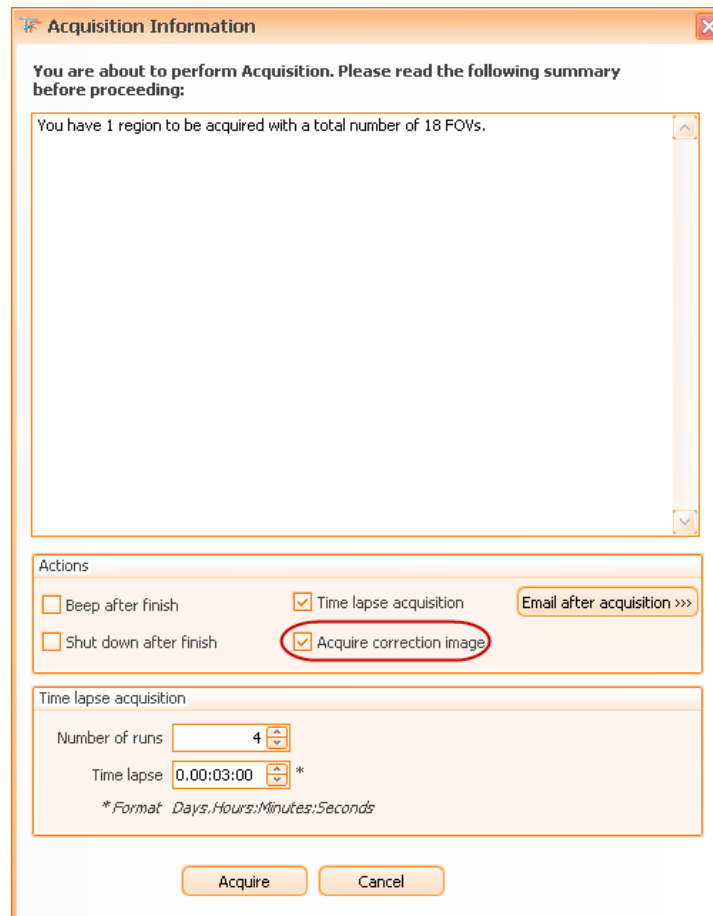 Acquisition Information
You are about to perform Acquisition. Please read the following summary
before proceeding:
You have 1 region to be acquired with a total number of 18 FOVs.
Actions
Beep after finish
Time lapse acquisition
Email after acquisition >>>
Shut down after finish
Acquire correction image
Time lapse acquisition
Number of runs 4
Time lapse 0.00:03:00 *
* Format Days.Hours:Minutes:Seconds
Acquire
Cancel